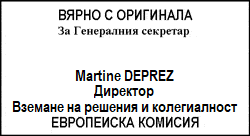 ВЯРНО С ОРИГИНАЛА
За Генералния секретар
Martine DEPREZ
Директор
Вземане на решения и колегиалност
ЕВРОПЕЙСКА КОМИСИЯ